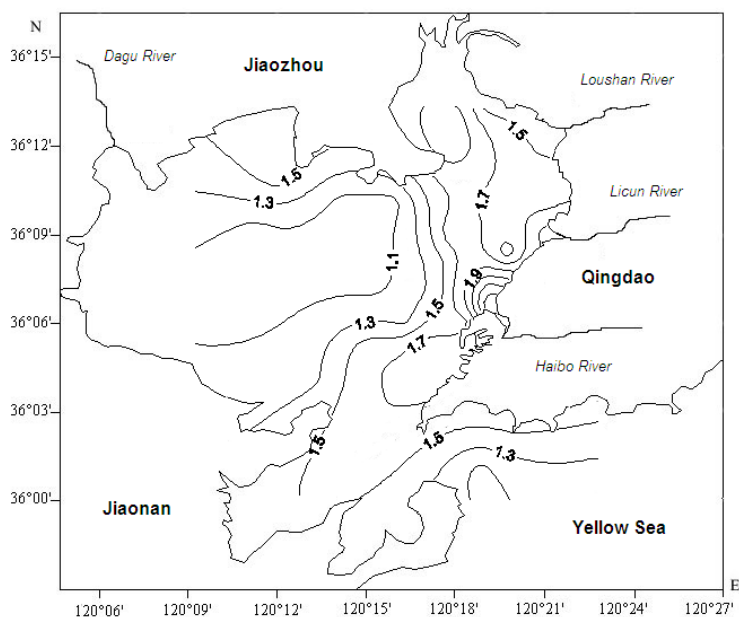 N
36°15'
Dagu River
Jiaozhou
Loushan River
1.5
36°12'
1.5
1.3
1.7
Licun River
36°09'
1.1
1.9
Qingdao
1.5
36°06'
1.3
1.7
Haibo River
36°03'
1.5
1.5
1.3
36°00'
Jiaonan
Yellow Sea
E
120°06' 120°09' 120°12' 120°15' 120°18' 120°21' 120°24' 120°27'